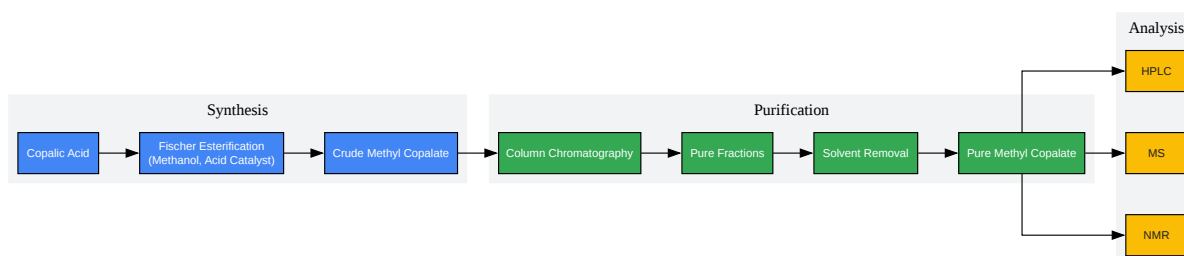 Synthesis
Copalic Acid
Fischer Esterification
(Methanol, Acid Catalyst)
Crude Methyl Copalate
Purification
Column Chromatography
Pure Fractions
Solvent Removal
Pure Methyl Copalate
Analysis
HPLC
MS
NMR